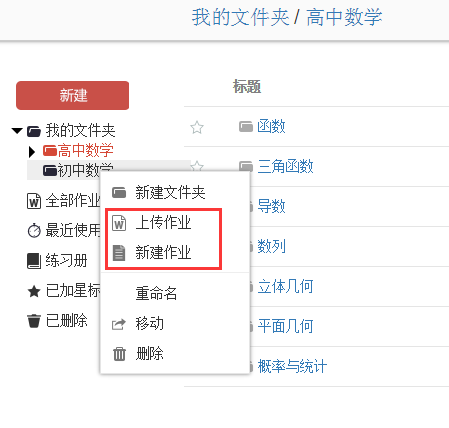 我的文件夹 / 高中数学
新建
标题
我的文件夹
高中数学
初中数学
全部作业
最近使用
练习册
已加星标
已删除
函数
三角函数
导数
数列
立体几何
平面几何
概率与统计
新建文件夹
上传作业
新建作业
重命名
移动
删除